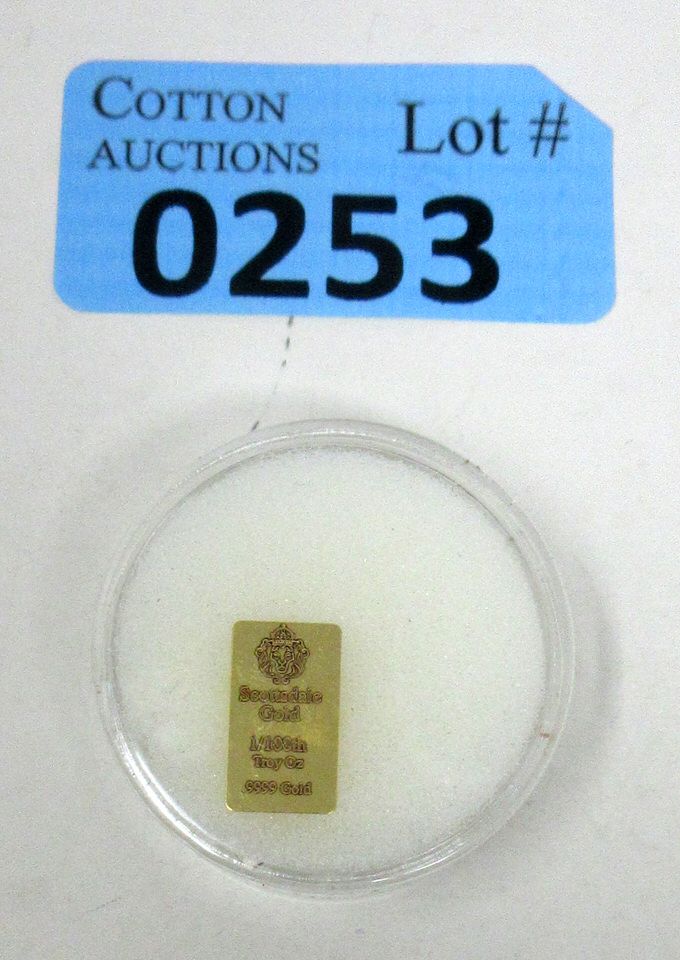 COTTON
AUCTIONS
Lot #
0253
Scottsdale
Gold
1/100th
Troy Oz
.9999 Gold